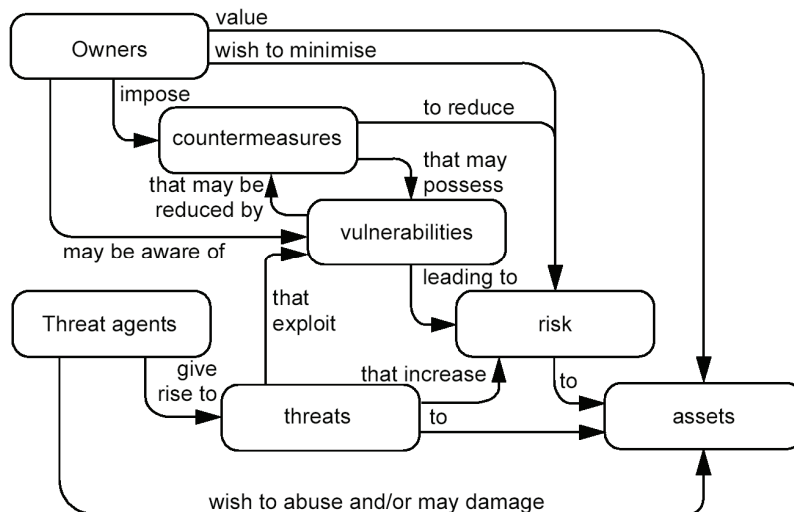 value
Owners
wish to minimise
impose
to reduce
countermeasures
that may be
reduced by
that may
possess
vulnerabilities
may be aware of
leading to
that
exploit
Threat agents
risk
give
rise to
that increase
to
threats
to
assets
wish to abuse and/or may damage